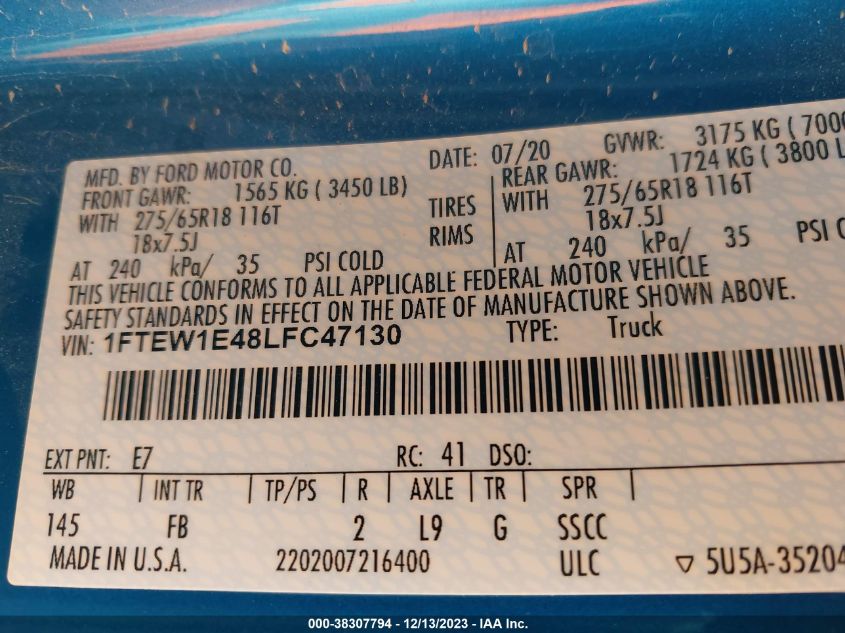 MFD. BY FORD MOTOR CO. DATE: 07/20 GVWR: 3175 KG ( 7000
FRONT GAWR: 1565 KG ( 3450 LB) REAR GAWR: 1724 KG ( 3800 L
WITH 275/65R18 116T TIRES WITH 275/65R18 116T
18x7.5J RIMS 18x7.5J
AT 240 kPa/ 35 PSI COLD AT 240 kPa/ 35 PSI C
THIS VEHICLE CONFORMS TO ALL APPLICABLE FEDERAL MOTOR VEHICLE
SAFETY STANDARDS IN EFFECT ON THE DATE OF MANUFACTURE SHOWN ABOVE.
VIN: 1FTEW1E48LFC47130 TYPE: Truck
EXT PNT: E7 RC: 41 DSO:
WB | INT TR | TP/PS | R | AXLE | TR | SPR |
145 FB 2 L9 G SSCC
MADE IN U.S.A. 2202007216400 ULC ▽ 5U5A-35204
000-38307794 - 12/13/2023 - IAA Inc.